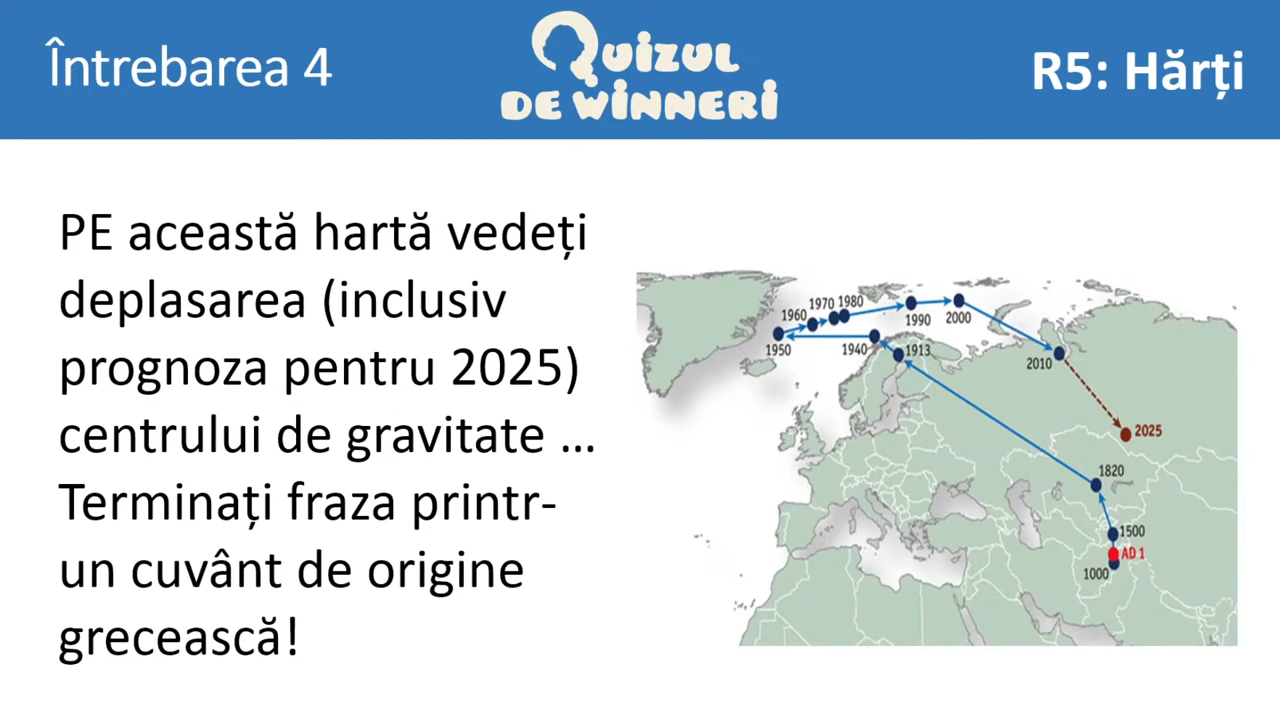 Întrebarea 4
QUIZUL
DE WINNERI
R5: Hărți
PE această hartă vedeți
deplasarea (inclusiv
prognoza pentru 2025)
centrului de gravitate ...
Terminați fraza printr-
un cuvânt de origine
grecească!
1970
1980
1960
1990
2000
1950
1940
1913
2010
2025
1820
1500
AD 1
1000